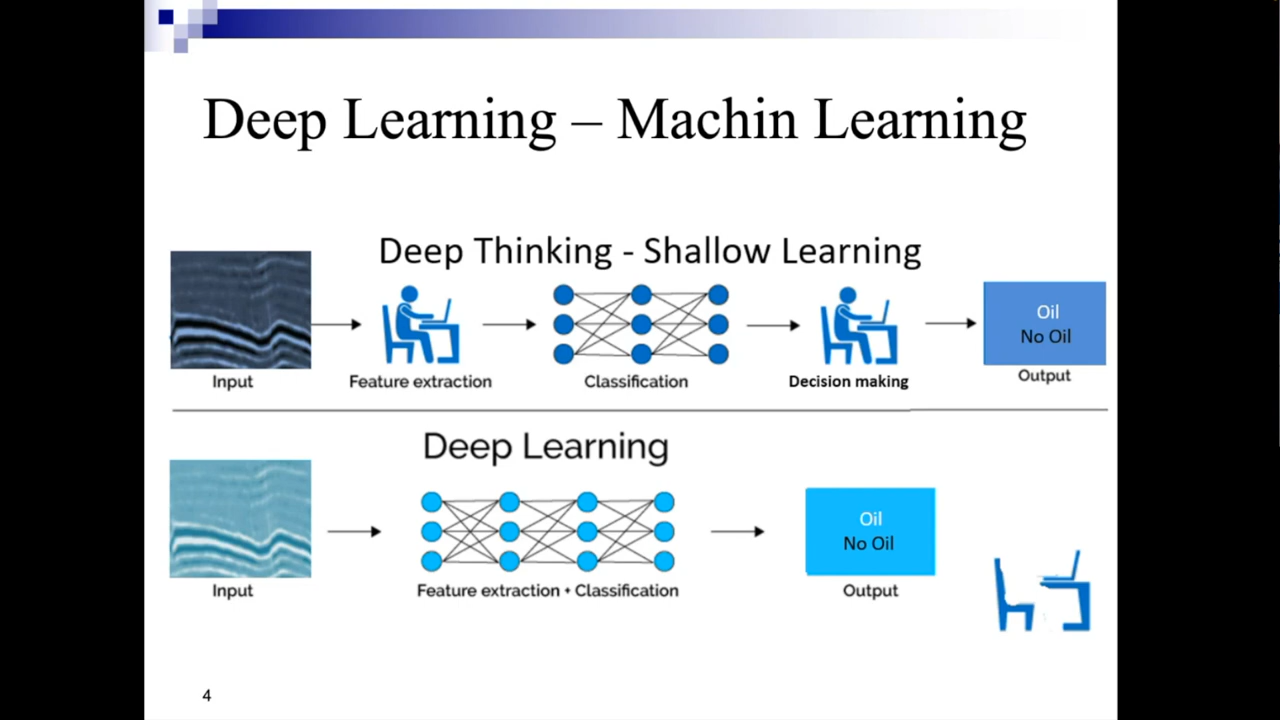 Deep Learning – Machin Learning
Deep Thinking - Shallow Learning
Input
Feature extraction
Classification
Decision making
Oil
No Oil
Output
Deep Learning
Input
Feature extraction + Classification
Oil
No Oil
Output
4